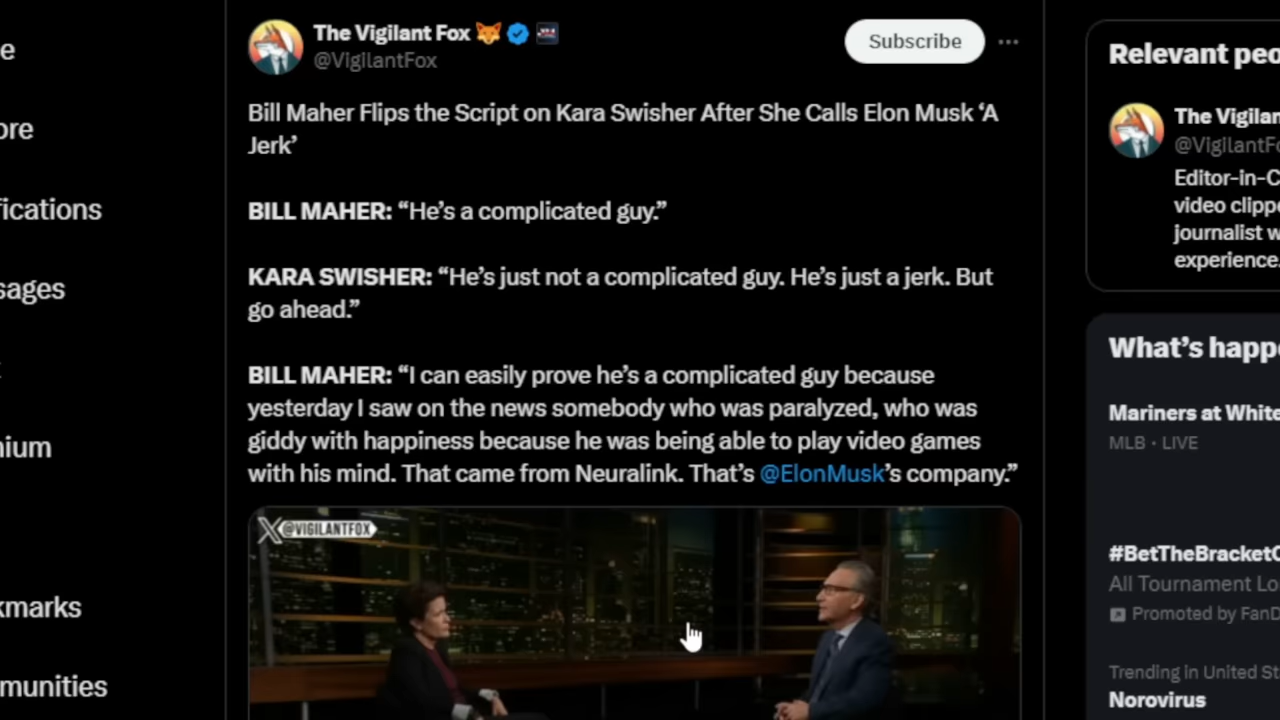 The Vigilant Fox
@VigilantFox
Subscribe
Bill Maher Flips the Script on Kara Swisher After She Calls Elon Musk ‘A
Jerk’
BILL MAHER: “He’s a complicated guy.”
KARA SWISHER: “He’s just not a complicated guy. He’s just a jerk. But
go ahead.”
BILL MAHER: “I can easily prove he’s a complicated guy because
yesterday I saw on the news somebody who was paralyzed, who was
giddy with happiness because he was being able to play video games
with his mind. That came from Neuralink. That’s @ElonMusk’s company.”
X@VIGILANTFOX
e
ore
fications
sages
nium
kmarks
munities
Relevant peo
The Vigilan
@VigilantFo
Editor-in-C
video clippe
journalist w
experience.
What’s happe
Mariners at White
MLB · LIVE
#BetTheBracketC
All Tournament Lo
Promoted by FanD
Trending in United St
Norovirus